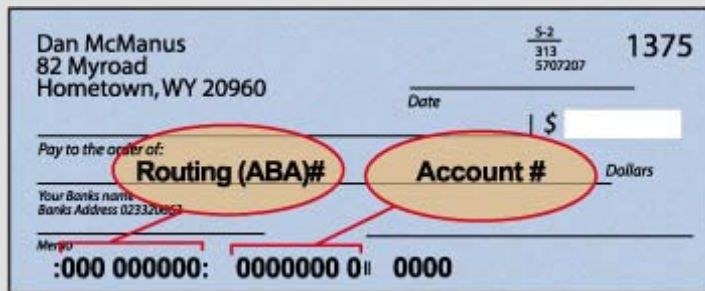 Dan McManus
82 Myroad
Hometown, WY 20960
S-2
313
5707207
1375
Date
$
Pay to the order of:
Routing (ABA)#
Account #
Dollars
Your Banks name
Banks Address
Memo
:000 000000: 0000000 0⑈ 0000